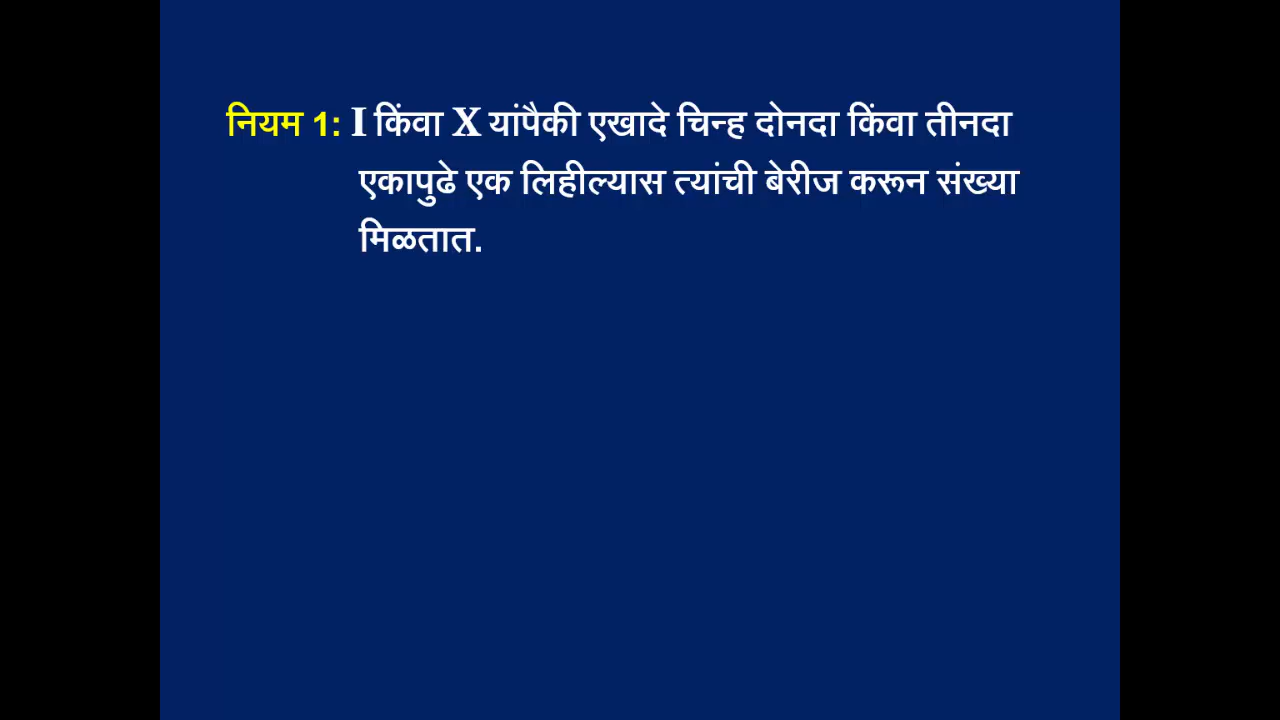 नियम 1: I किंवा X यांपैकी एखादे चिन्ह दोनदा किंवा तीनदा
एकापुढे एक लिहील्यास त्यांची बेरीज करून संख्या
मिळतात.